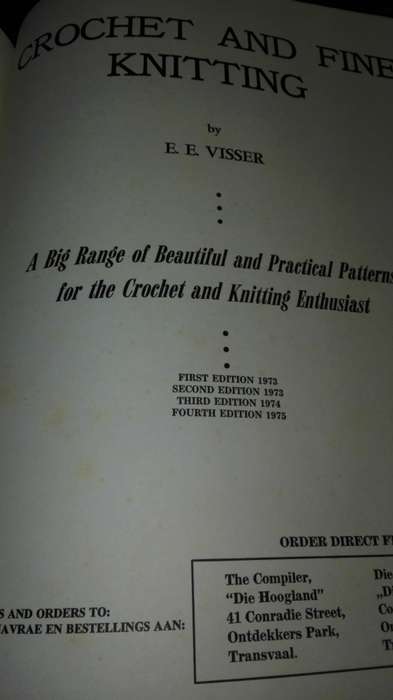 CROCHET AND FINE
KNITTING
by
E. E. VISSER
A Big Range of Beautiful and Practical Patterns
for the Crochet and Knitting Enthusiast
FIRST EDITION 1973
SECOND EDITION 1973
THIRD EDITION 1974
FOURTH EDITION 1975
ORDER DIRECT
AND ORDERS TO:
EN BESTELLINGS AAN:
The Compiler,
"Die Hoogland"
41 Conradie Street,
Ontdekkers Park,
Transvaal.
Die